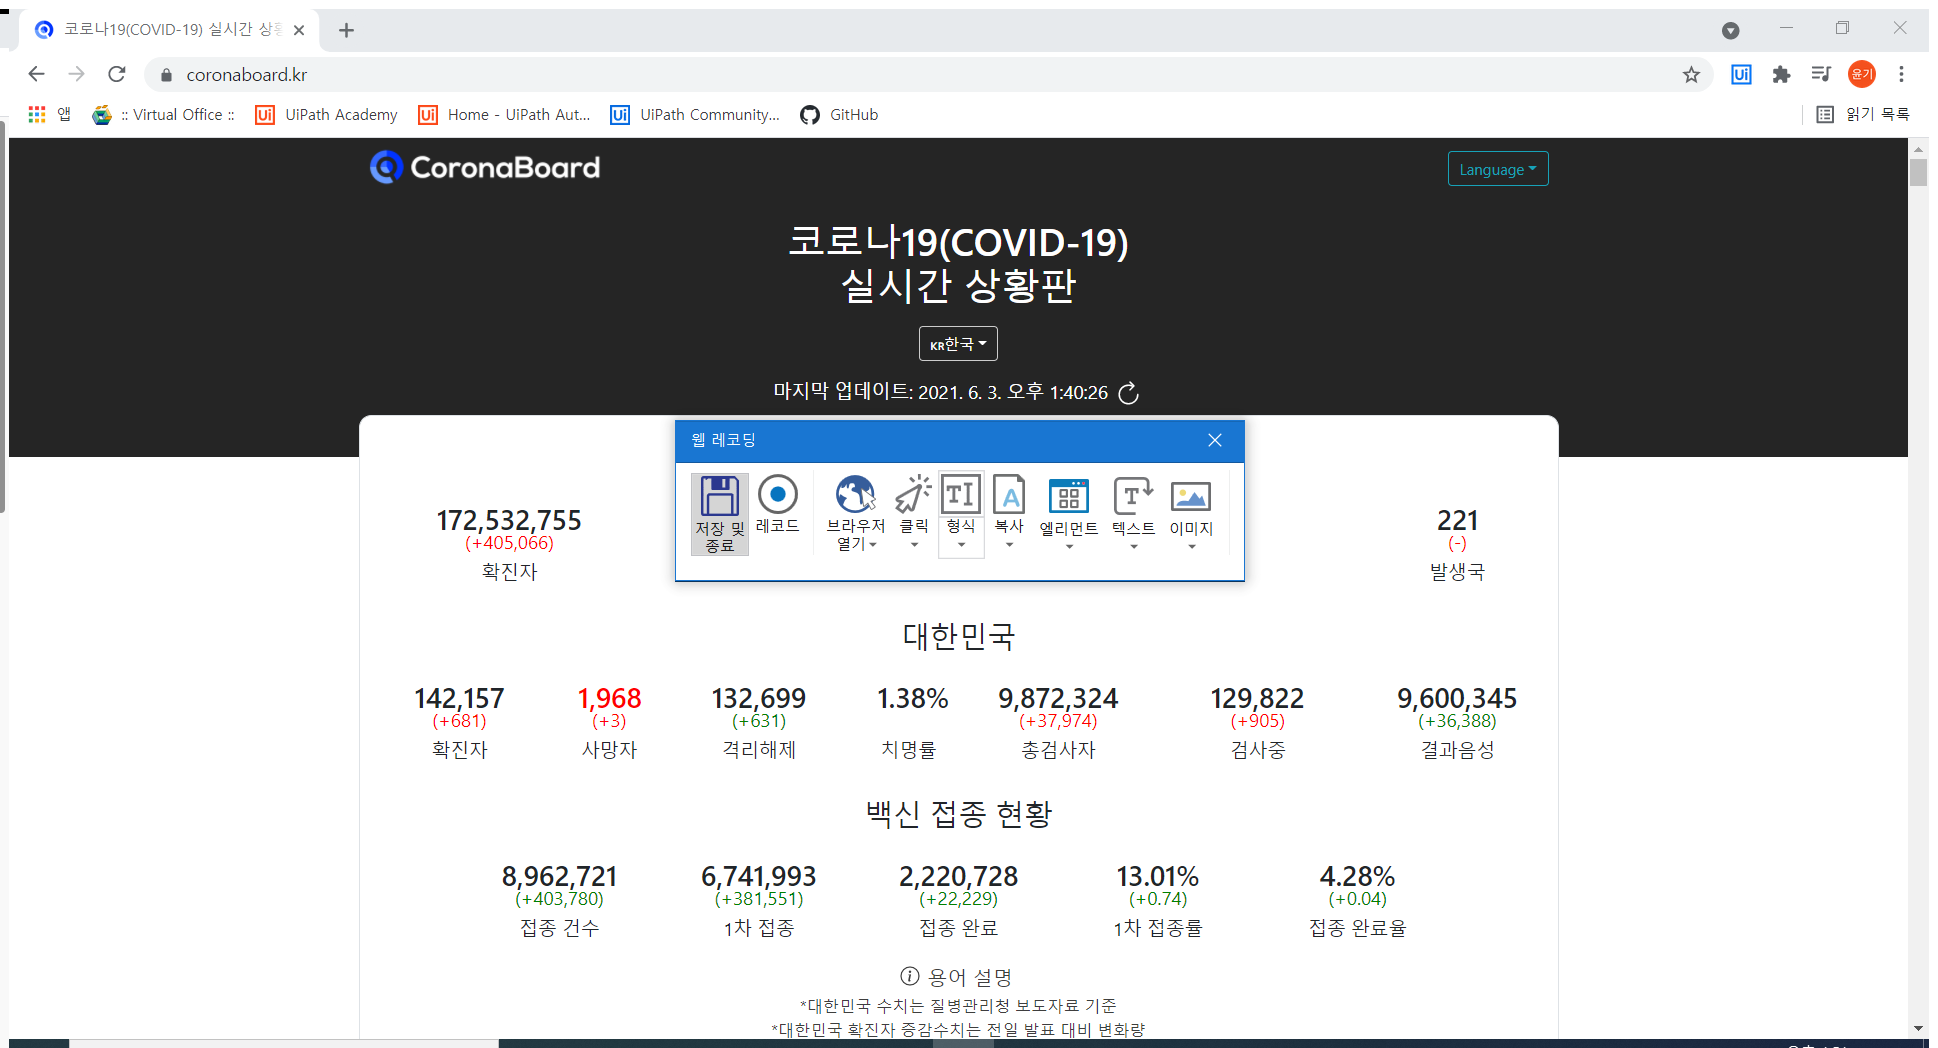 코로나19(COVID-19) 실시간 상황
coronaboard.kr
윤기
앱
:: Virtual Office ::
Ui UiPath Academy
Ui Home - UiPath Aut...
Ui UiPath Community...
GitHub
읽기 목록
CoronaBoard
Language
코로나19(COVID-19)
실시간 상황판
KR한국
마지막 업데이트: 2021. 6. 3. 오후 1:40:26
웹 레코딩
저장 및 종료
레코드
브라우저 열기
클릭
형식
복사
엘리먼트
텍스트
이미지
172,532,755
(+405,066)
확진자
221
(-)
발생국
대한민국
142,157 1,968 132,699 1.38% 9,872,324 129,822 9,600,345
(+681) (+3) (+631) (+37,974) (+905) (+36,388)
확진자 사망자 격리해제 치명률 총검사자 검사중 결과음성
백신 접종 현황
8,962,721 6,741,993 2,220,728 13.01% 4.28%
(+403,780) (+381,551) (+22,229) (+0.74) (+0.04)
접종 건수 1차 접종 접종 완료 1차 접종률 접종 완료율
용어 설명
*대한민국 수치는 질병관리청 보도자료 기준
*대한민국 확진자 증감수치는 전일 발표 대비 변화량